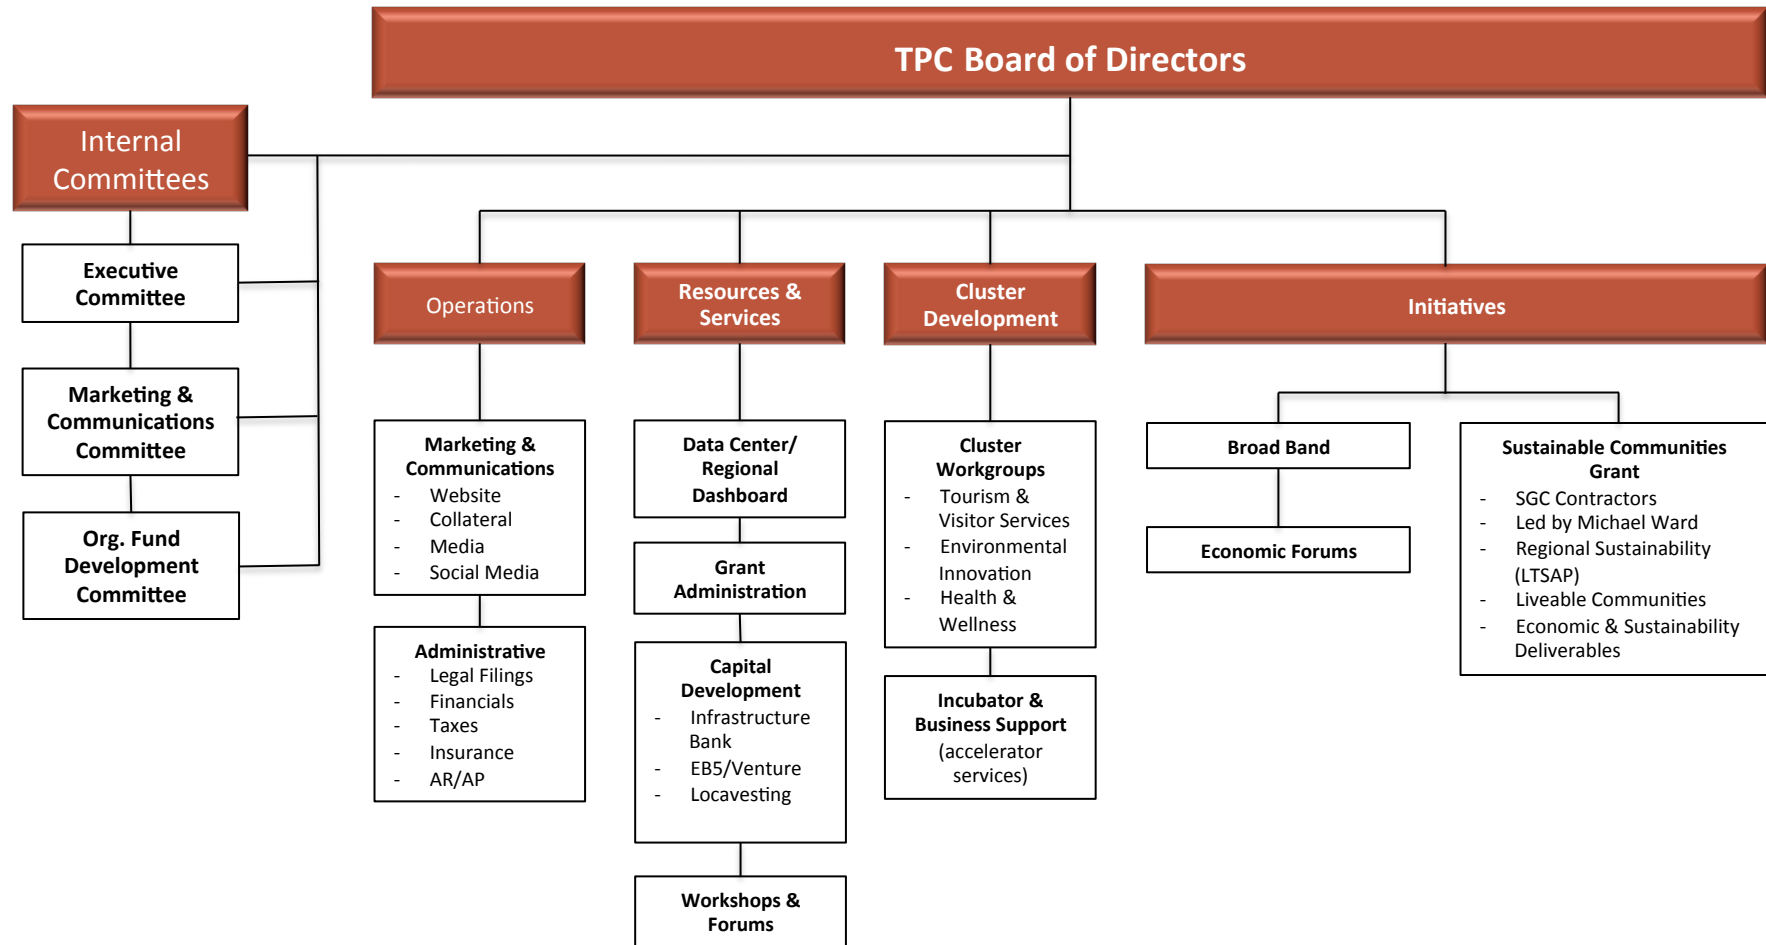 TPC Board of Directors
Internal
Committees
Executive
Committee
Marketing &
Communications
Committee
Org. Fund
Development
Committee
Operations
Marketing &
Communications
- Website
- Collateral
- Media
- Social Media
Administrative
- Legal Filings
- Financials
- Taxes
- Insurance
- AR/AP
Resources &
Services
Data Center/
Regional
Dashboard
Grant
Administration
Capital
Development
- Infrastructure
Bank
- EB5/Venture
- Locavesting
Workshops &
Forums
Cluster
Development
Cluster
Workgroups
- Tourism &
Visitor Services
- Environmental
Innovation
- Health &
Wellness
Incubator &
Business Support
(accelerator
services)
Initiatives
Broad Band
Economic Forums
Sustainable Communities
Grant
- SGC Contractors
- Led by Michael Ward
- Regional Sustainability
(LTSAP)
- Liveable Communities
- Economic & Sustainability
Deliverables